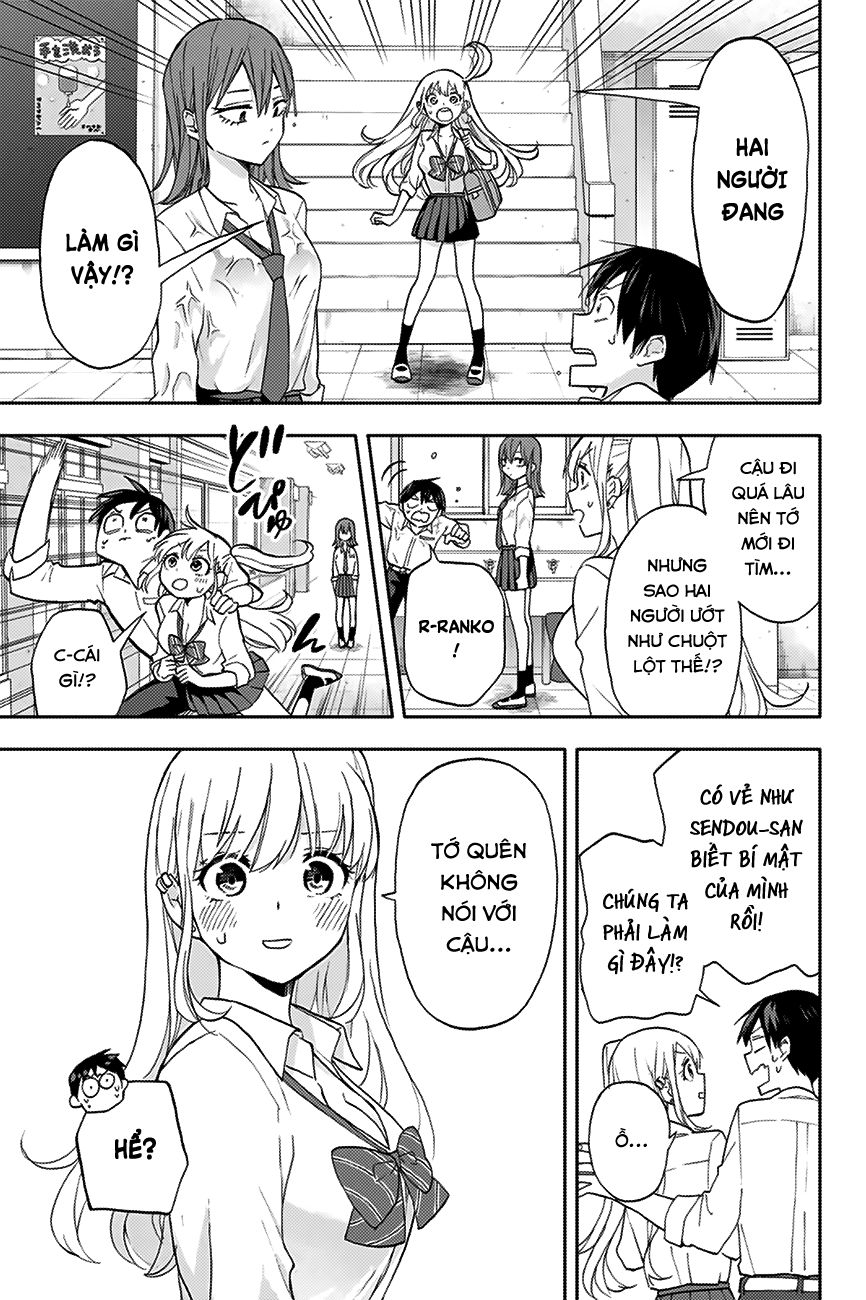 HAI
NGƯỜI
ĐANG
LÀM GÌ
VẬY!?
CẬU ĐI
QUÁ LÂU
NÊN TỚ
MỚI ĐI
TÌM...
NHƯNG
SAO HAI
NGƯỜI ƯỚT
NHƯ CHUỘT
LỘT THẾ!?
R-RANKO
!
C-CÁI
GÌ!?
CÓ VẺ NHƯ
SENDOU-SAN
BIẾT BÍ MẬT
CỦA MÌNH
RỒI!
CHÚNG TA
PHẢI LÀM
GÌ ĐÂY!?
Ồ...
TỚ QUÊN
KHÔNG
NÓI VỚI
CẬU...
HỂ?